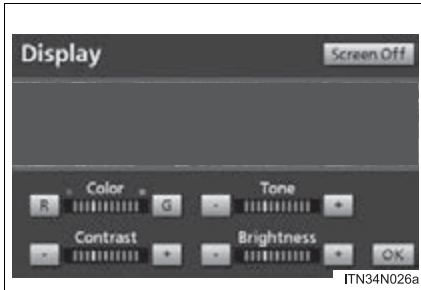 Display Screen Off
Color Tone
R G - +
Contrast Brightness
- + - + OK
ITN34N026a